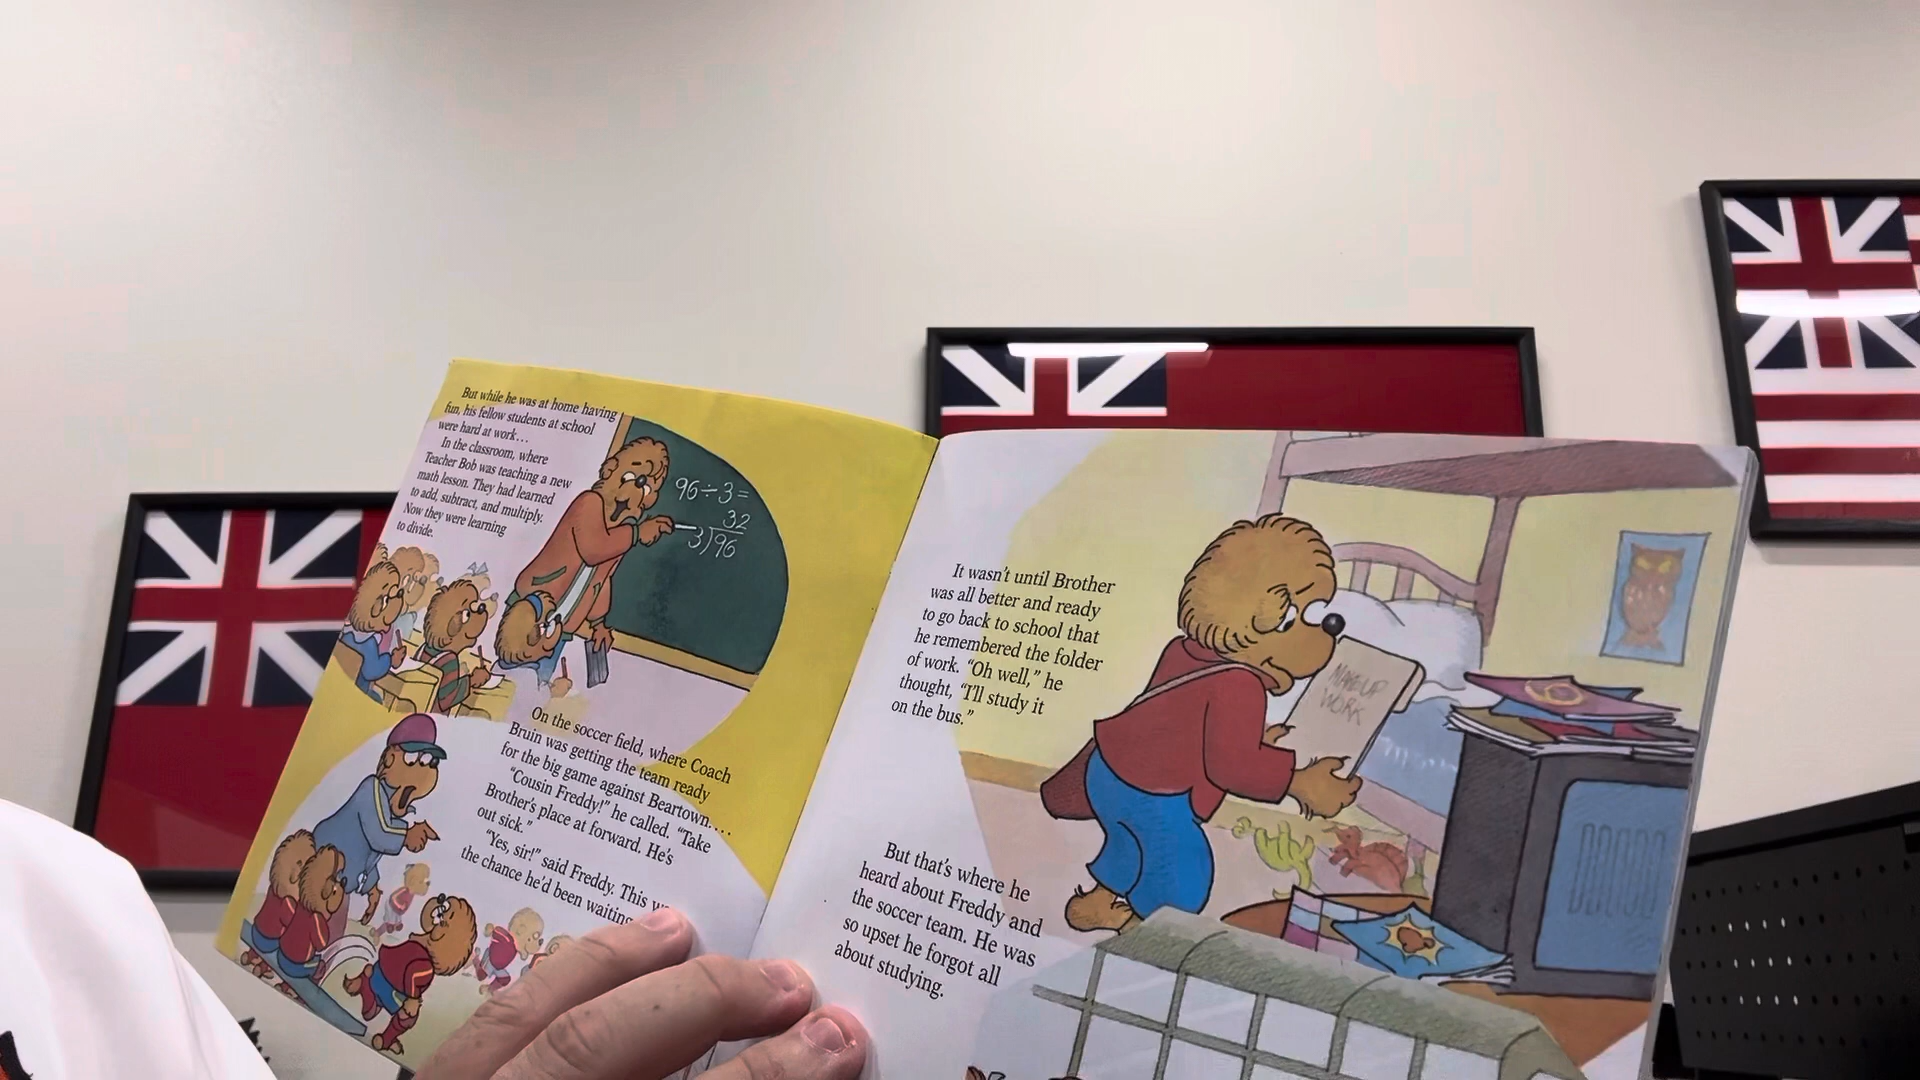 But while he was at home having
fun, his fellow students at school
were hard at work...
In the classroom, where
Teacher Bob was teaching a new
math lesson. They had learned
to add, subtract, and multiply.
Now they were learning
to divide.
96÷3=
32
3)96
On the soccer field, where Coach
Bruin was getting the team ready
for the big game against Beartown....
"Cousin Freddy!" he called. "Take
Brother's place at forward. He's
out sick."
"Yes, sir!" said Freddy. This
the chance he'd been waiting
It wasn't until Brother
was all better and ready
to go back to school that
he remembered the folder
of work. "Oh well," he
thought, "I'll study it
on the bus."
MAKEUP
WORK
But that's where he
heard about Freddy and
the soccer team. He was
so upset he forgot all
about studying.